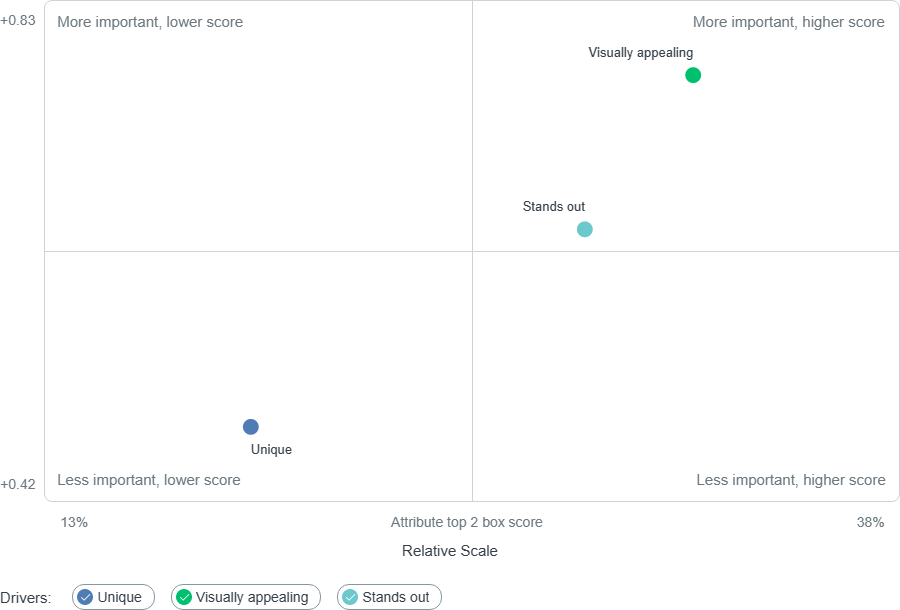 +0.83
More important, lower score
More important, higher score
Visually appealing
Stands out
Unique
Less important, lower score
Less important, higher score
+0.42
13%
Attribute top 2 box score
38%
Relative Scale
Drivers: Unique Visually appealing Stands out